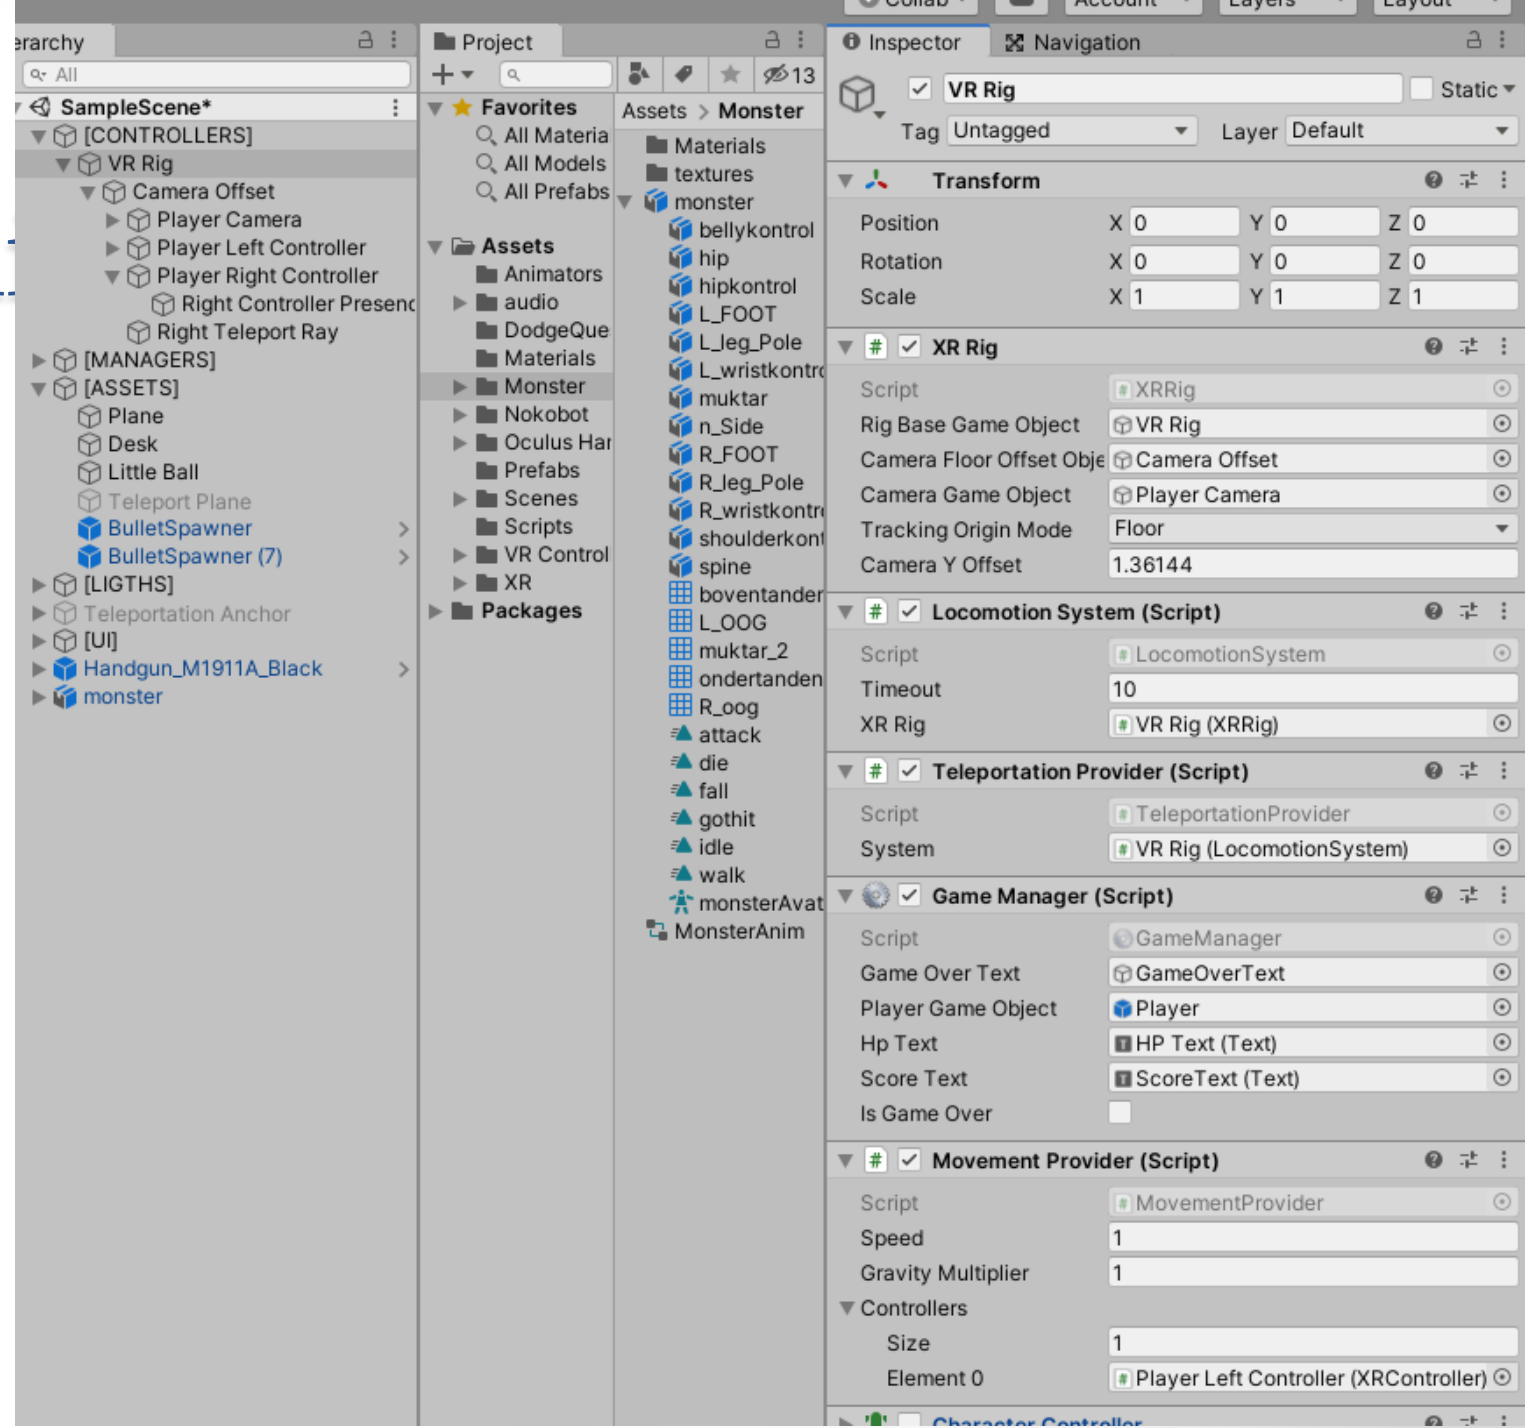 Collab Account Layers Layout
erarchy
All
SampleScene*
[CONTROLLERS]
VR Rig
Camera Offset
Player Camera
Player Left Controller
Player Right Controller
Right Controller Presenc
Right Teleport Ray
[MANAGERS]
[ASSETS]
Plane
Desk
Little Ball
Teleport Plane
BulletSpawner
BulletSpawner (7)
[LIGTHS]
Teleportation Anchor
[UI]
Handgun_M1911A_Black
monster
Project
13
Favorites
All Materia
All Models
All Prefabs
Assets
Animators
audio
DodgeQue
Materials
Monster
Nokobot
Oculus Har
Prefabs
Scenes
Scripts
VR Control
XR
Packages
Assets > Monster
Materials
textures
monster
bellykontrol
hip
hipkontrol
L_FOOT
L_leg_Pole
L_wristkontro
muktar
n_Side
R_FOOT
R_leg_Pole
R_wristkontro
shoulderkont
spine
boventander
L_OOG
muktar_2
ondertanden
R_oog
attack
die
fall
gothit
idle
walk
monsterAvat
MonsterAnim
Inspector Navigation
VR Rig Static
Tag Untagged Layer Default
Transform
Position X 0 Y 0 Z 0
Rotation X 0 Y 0 Z 0
Scale X 1 Y 1 Z 1
XR Rig
Script XRRig
Rig Base Game Object VR Rig
Camera Floor Offset Obje Camera Offset
Camera Game Object Player Camera
Tracking Origin Mode Floor
Camera Y Offset 1.36144
Locomotion System (Script)
Script LocomotionSystem
Timeout 10
XR Rig VR Rig (XRRig)
Teleportation Provider (Script)
Script TeleportationProvider
System VR Rig (LocomotionSystem)
Game Manager (Script)
Script GameManager
Game Over Text GameOverText
Player Game Object Player
Hp Text HP Text (Text)
Score Text ScoreText (Text)
Is Game Over
Movement Provider (Script)
Script MovementProvider
Speed 1
Gravity Multiplier 1
Controllers
Size 1
Element 0 Player Left Controller (XRController)
Character Controller